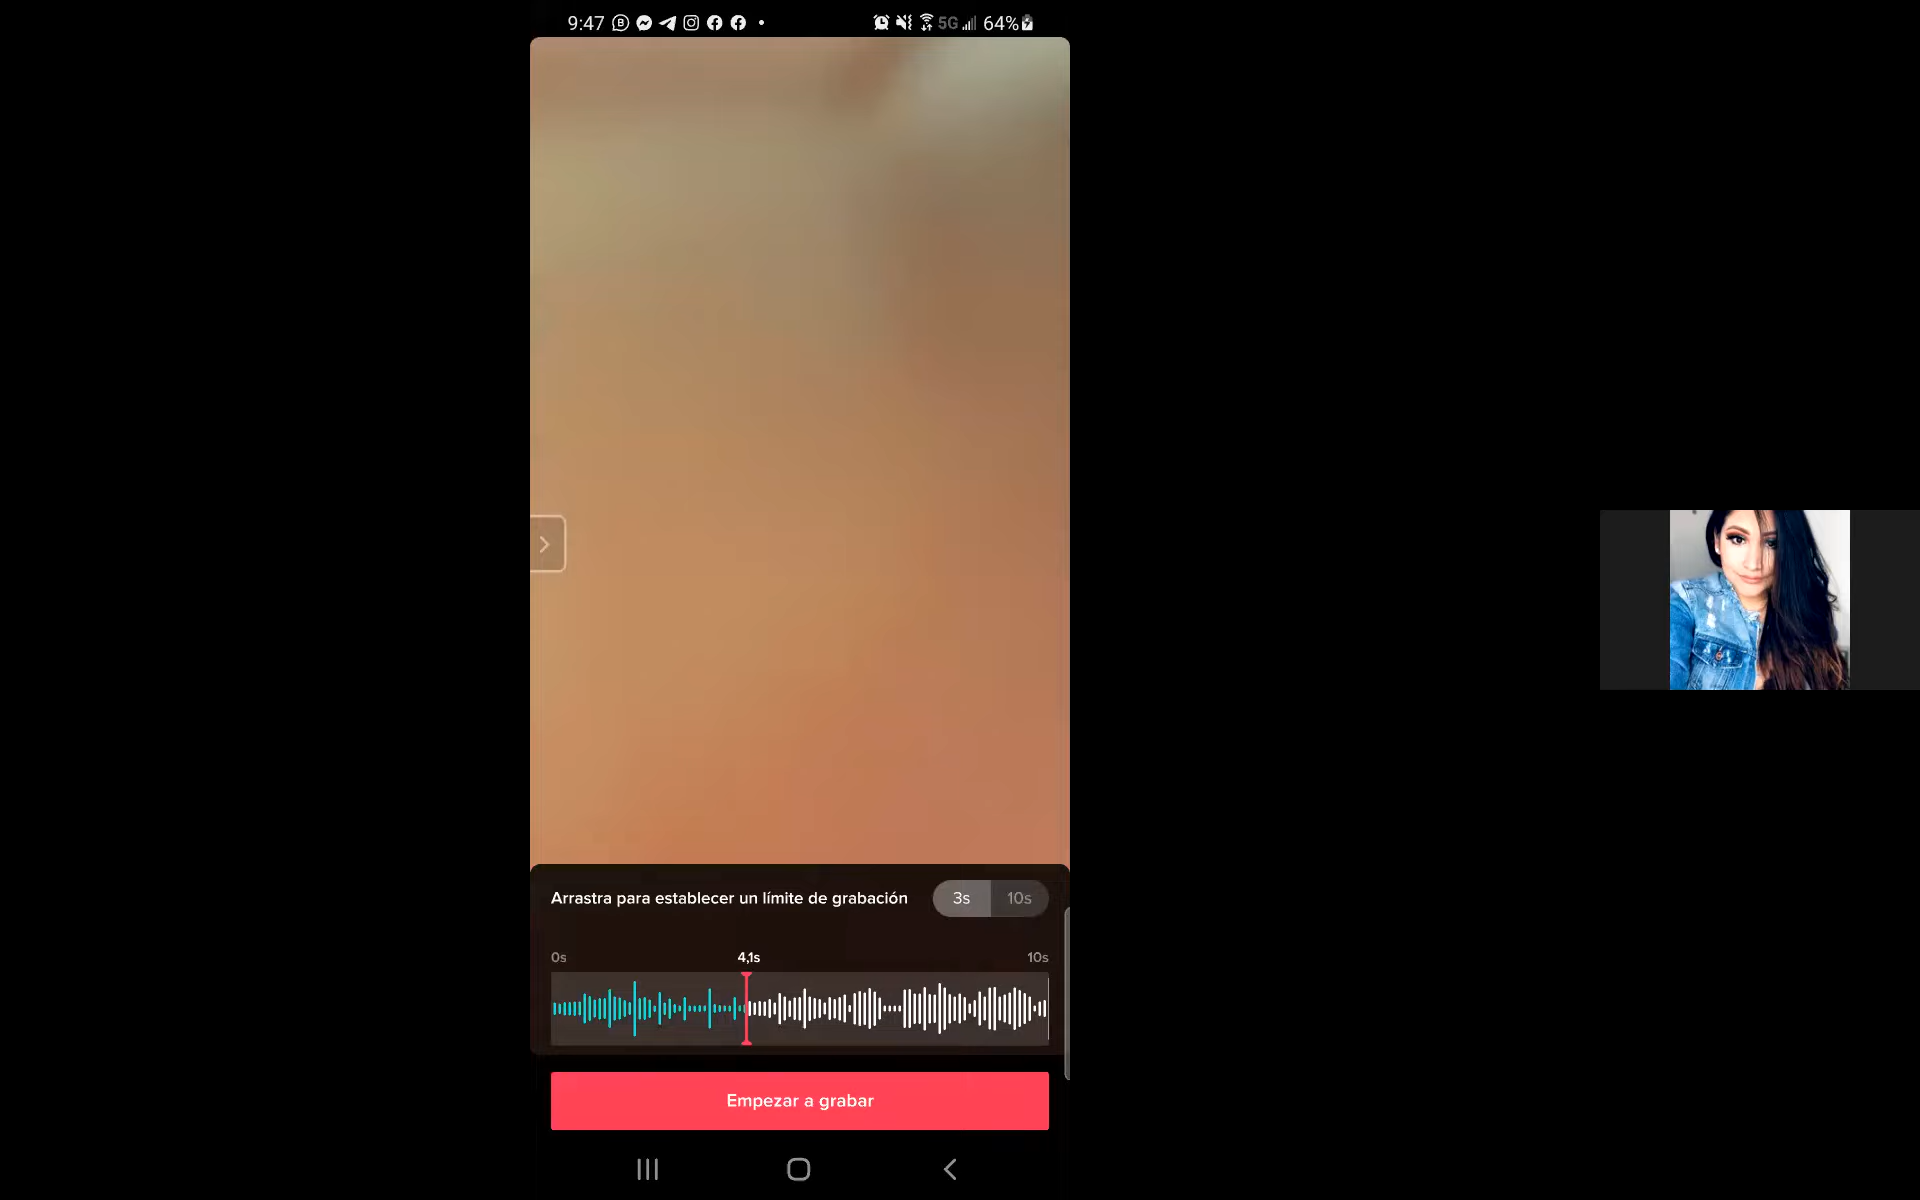 9:47
5G 64%
Arrastra para establecer un límite de grabación
3s 10s
0s 4,1s 10s
Empezar a grabar